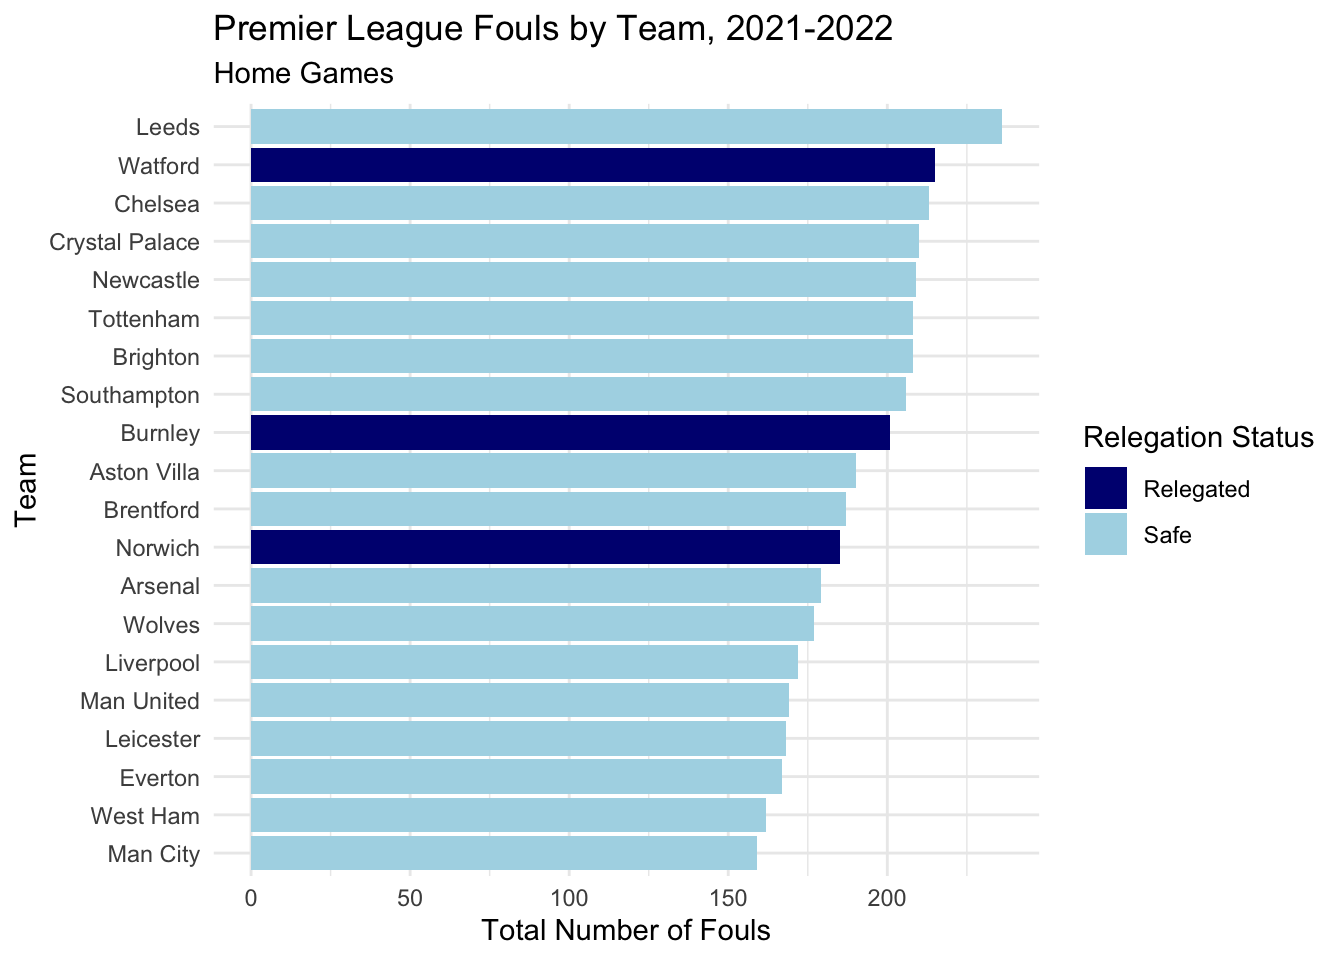 Premier League Fouls by Team, 2021-2022
Home Games
Leeds
Watford
Chelsea
Crystal Palace
Newcastle
Tottenham
Brighton
Southampton
Burnley
Aston Villa
Brentford
Norwich
Arsenal
Wolves
Liverpool
Man United
Leicester
Everton
West Ham
Man City
Team
0 50 100 150 200
Total Number of Fouls
Relegation Status
Relegated
Safe